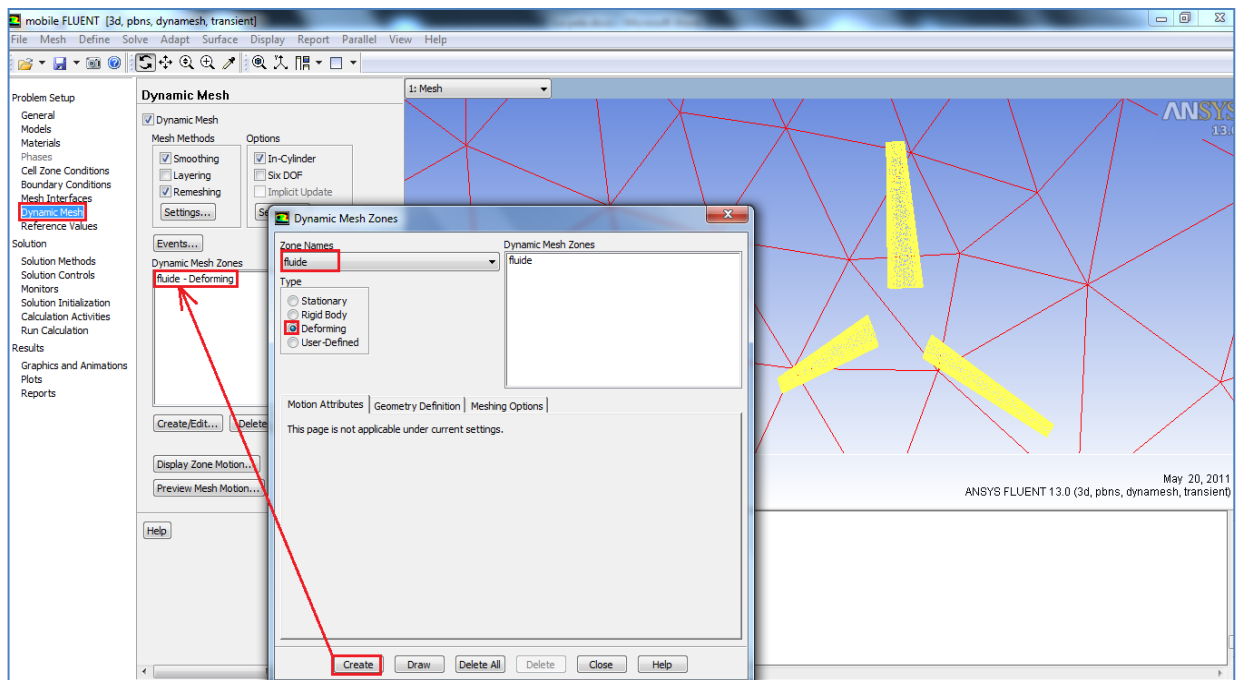 mobile FLUENT [3d, pbns, dynamesh, transient]
File Mesh Define Solve Adapt Surface Display Report Parallel View Help
Problem Setup
General
Models
Materials
Phases
Cell Zone Conditions
Boundary Conditions
Mesh Interfaces
Dynamic Mesh
Reference Values
Solution
Solution Methods
Solution Controls
Monitors
Solution Initialization
Calculation Activities
Run Calculation
Results
Graphics and Animations
Plots
Reports
Dynamic Mesh
Dynamic Mesh
Mesh Methods Options
Smoothing In-Cylinder
Layering Six DOF
Remeshing Implicit Update
Settings...
Events...
Dynamic Mesh Zones
fluide - Deforming
Create/Edit... Delete
Display Zone Motion...
Preview Mesh Motion...
Help
1: Mesh
ANSYS
13.0
May 20, 2011
ANSYS FLUENT 13.0 (3d, pbns, dynamesh, transient)
Dynamic Mesh Zones
Zone Names Dynamic Mesh Zones
fluide fluide
Type
Stationary
Rigid Body
Deforming
User-Defined
Motion Attributes Geometry Definition Meshing Options
This page is not applicable under current settings.
Create Draw Delete All Delete Close Help